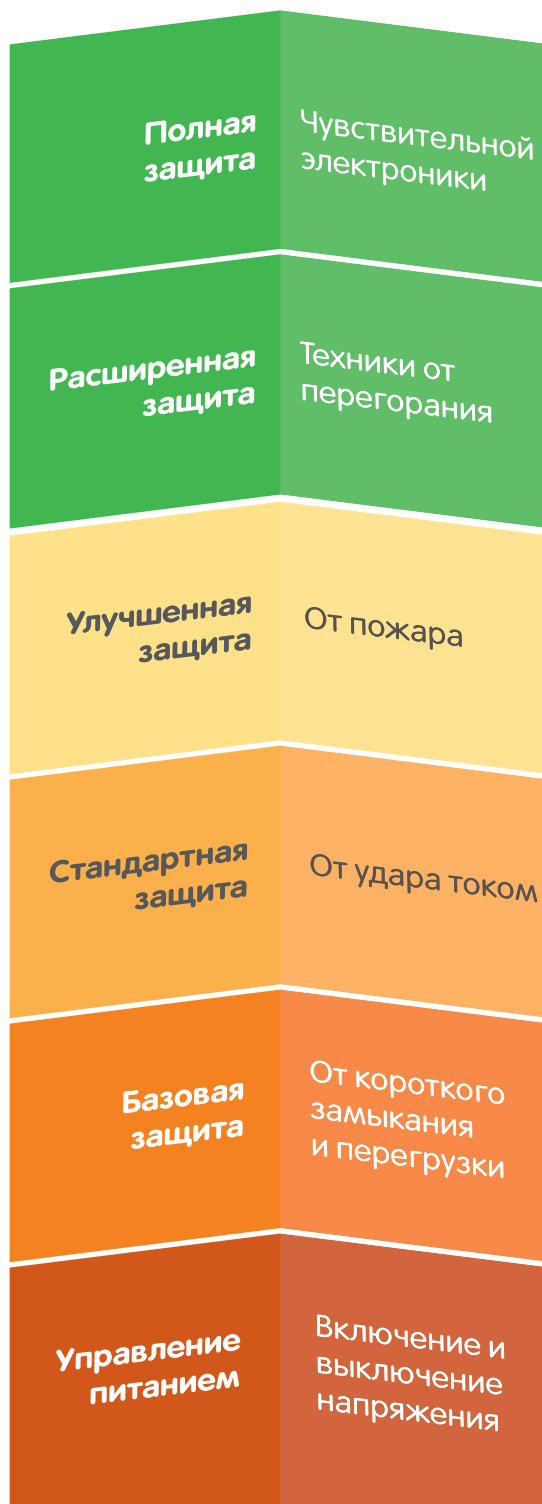 Полная
защита
Чувствительной
электроники
Расширенная
защита
Техники от
перегорания
Улучшенная
защита
От пожара
Стандартная
защита
От удара током
Базовая
защита
От короткого
замыкания
и перегрузки
Управление
питанием
Включение и
выключение
напряжения